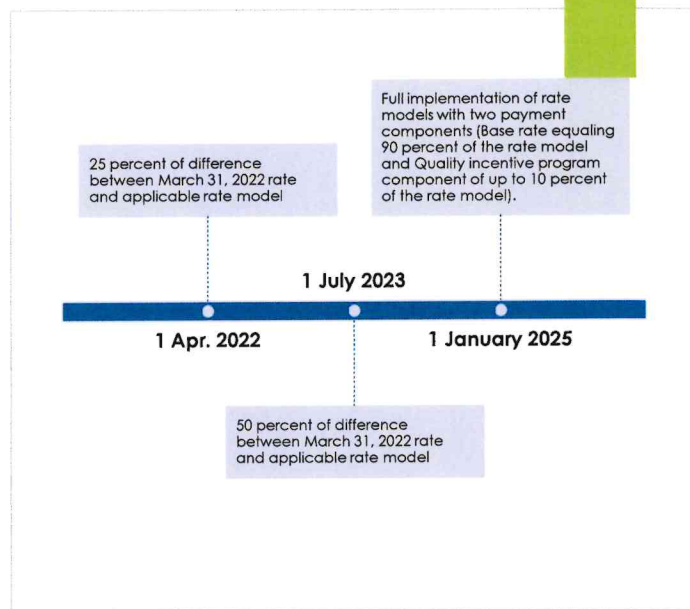 Full implementation of rate
models with two payment
components (Base rate equaling
90 percent of the rate model
and Quality incentive program
component of up to 10 percent
of the rate model).
25 percent of difference
between March 31, 2022 rate
and applicable rate model
1 July 2023
1 Apr. 2022
1 January 2025
50 percent of difference
between March 31, 2022 rate
and applicable rate model